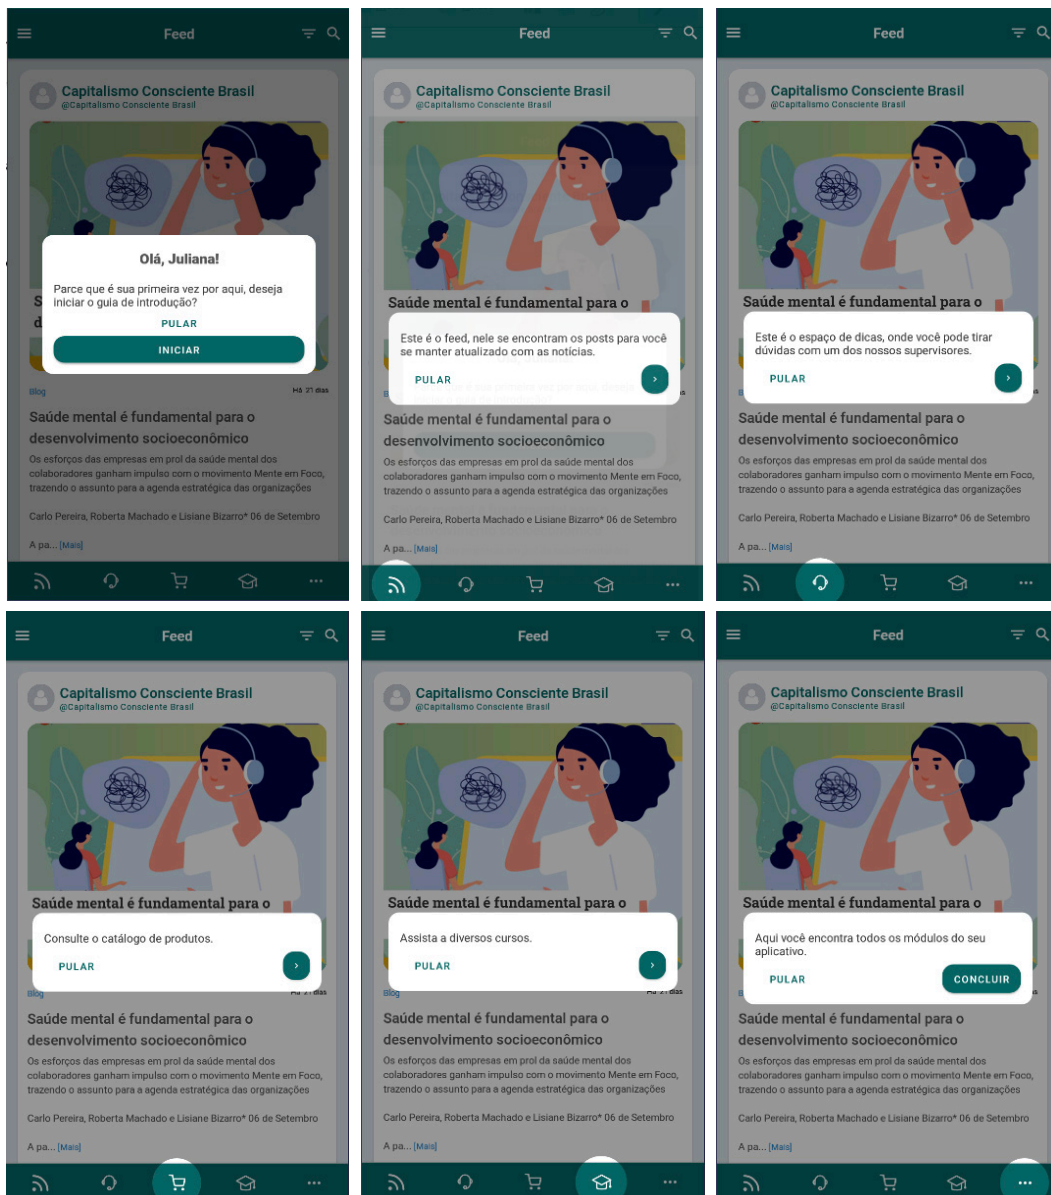 Feed
Capitalismo Consciente Brasil
@Capitalismo Consciente Brasil
Olá, Juliana!
Parce que é sua primeira vez por aqui, deseja
iniciar o guia de introdução?
PULAR
INICIAR
Blog
Há 21 dias
Saúde mental é fundamental para o
desenvolvimento socioeconômico
Os esforços das empresas em prol da saúde mental dos
colaboradores ganham impulso com o movimento Mente em Foco,
trazendo o assunto para a agenda estratégica das organizações
Carlo Pereira, Roberta Machado e Lisiane Bizarro* 06 de Setembro
A pa... [Mais]
Feed
Capitalismo Consciente Brasil
@Capitalismo Consciente Brasil
Saúde mental é fundamental para o
Este é o feed, nele se encontram os posts para você
se manter atualizado com as notícias.
PULAR
Saúde mental é fundamental para o
desenvolvimento socioeconômico
Os esforços das empresas em prol da saúde mental dos
colaboradores ganham impulso com o movimento Mente em Foco,
trazendo o assunto para a agenda estratégica das organizações
Carlo Pereira, Roberta Machado e Lisiane Bizarro* 06 de Setembro
A pa... [Mais]
Feed
Capitalismo Consciente Brasil
@Capitalismo Consciente Brasil
Saúde mental é fundamental para o
Este é o espaço de dicas, onde você pode tirar
dúvidas com um dos nossos supervisores.
PULAR
Saúde mental é fundamental para o
desenvolvimento socioeconômico
Os esforços das empresas em prol da saúde mental dos
colaboradores ganham impulso com o movimento Mente em Foco,
trazendo o assunto para a agenda estratégica das organizações
Carlo Pereira, Roberta Machado e Lisiane Bizarro* 06 de Setembro
A pa... [Mais]
Feed
Capitalismo Consciente Brasil
@Capitalismo Consciente Brasil
Saúde mental é fundamental para o
Consulte o catálogo de produtos.
PULAR
Blog
Há 21 dias
Saúde mental é fundamental para o
desenvolvimento socioeconômico
Os esforços das empresas em prol da saúde mental dos
colaboradores ganham impulso com o movimento Mente em Foco,
trazendo o assunto para a agenda estratégica das organizações
Carlo Pereira, Roberta Machado e Lisiane Bizarro* 06 de Setembro
A pa... [Mais]
Feed
Capitalismo Consciente Brasil
@Capitalismo Consciente Brasil
Saúde mental é fundamental para o
Assista a diversos cursos.
PULAR
Blog
Há 21 dias
Saúde mental é fundamental para o
desenvolvimento socioeconômico
Os esforços das empresas em prol da saúde mental dos
colaboradores ganham impulso com o movimento Mente em Foco,
trazendo o assunto para a agenda estratégica das organizações
Carlo Pereira, Roberta Machado e Lisiane Bizarro* 06 de Setembro
A pa... [Mais]
Feed
Capitalismo Consciente Brasil
@Capitalismo Consciente Brasil
Saúde mental é fundamental para o
Aqui você encontra todos os módulos do seu
aplicativo.
PULAR
CONCLUIR
Saúde mental é fundamental para o
desenvolvimento socioeconômico
Os esforços das empresas em prol da saúde mental dos
colaboradores ganham impulso com o movimento Mente em Foco,
trazendo o assunto para a agenda estratégica das organizações
Carlo Pereira, Roberta Machado e Lisiane Bizarro* 06 de Setembro
A pa... [Mais]